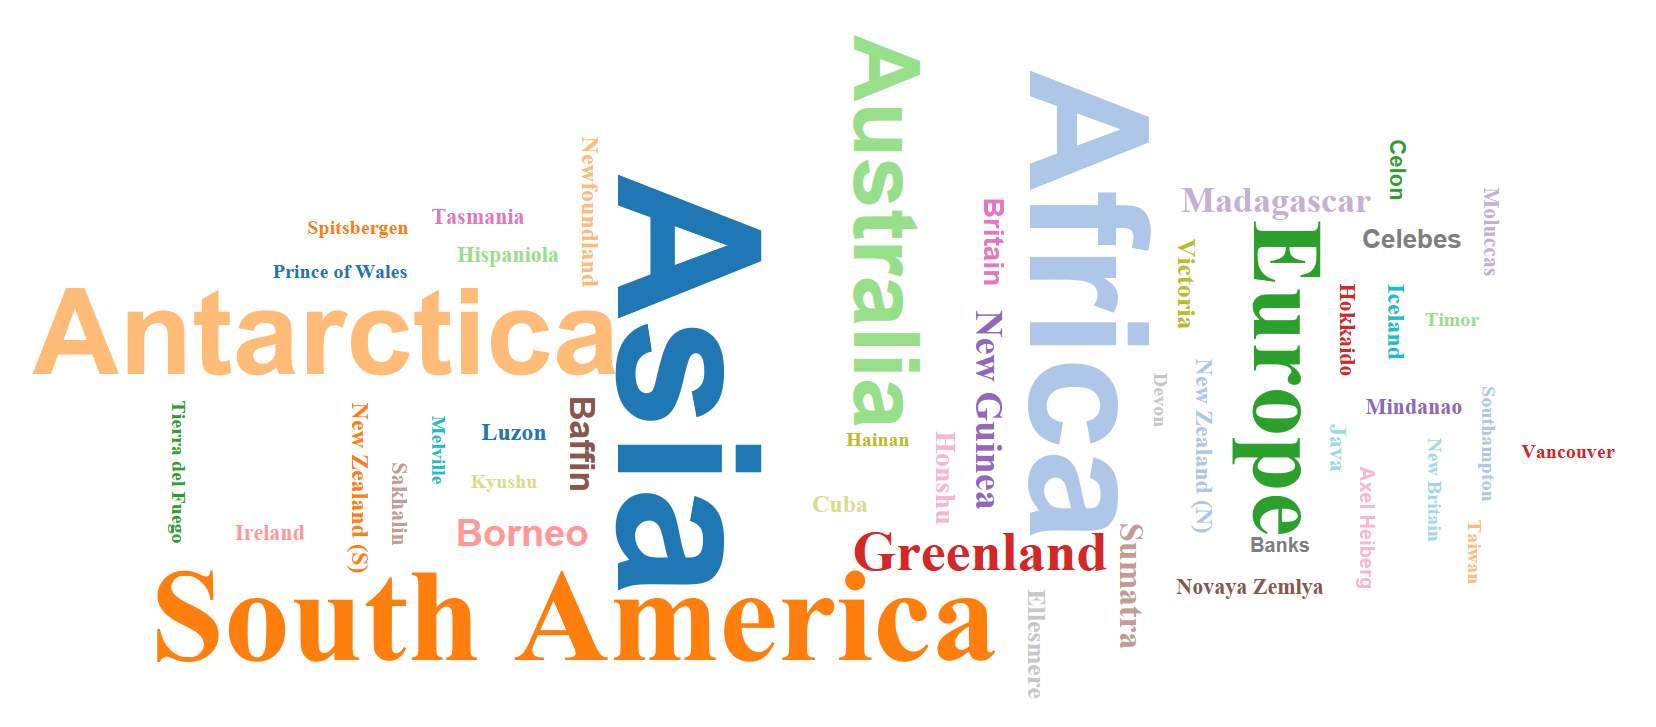 Australia
Africa
Newfoundland
Celon
Asia
Madagascar
Moluccas
Britain
Tasmania
Spitsbergen
Europe
Victoria
Celebes
Hispaniola
Prince of Wales
Antarctica
Hokkaido
Iceland
New Guinea
Timor
New Zealand (N)
Devon
Southampton
Baffin
Tierra del Fuego
New Zealand (S)
Mindanao
Melville
Luzon
Java
Honshu
Hainan
New Britain
Vancouver
Sakhalin
Axel Heiberg
Kyushu
Cuba
Ireland
Borneo
Taiwan
Sumatra
Greenland
Banks
South America
Novaya Zemlya
Ellesmere